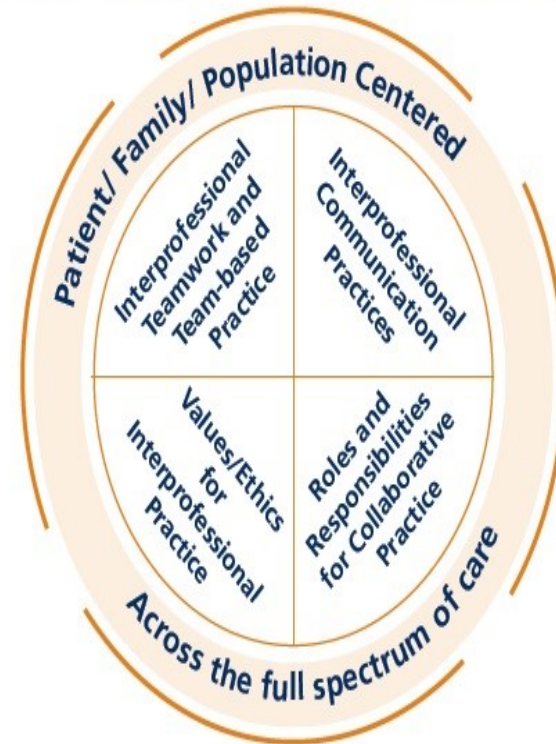 Patient/ Family/ Population Centered
Interprofessional
Teamwork and
Team-based
Practice
Interprofessional
Communication
Practices
Values/Ethics
for
Interprofessional
Practice
Roles and
Responsibilities
for Collaborative
Practice
Across the full spectrum of care